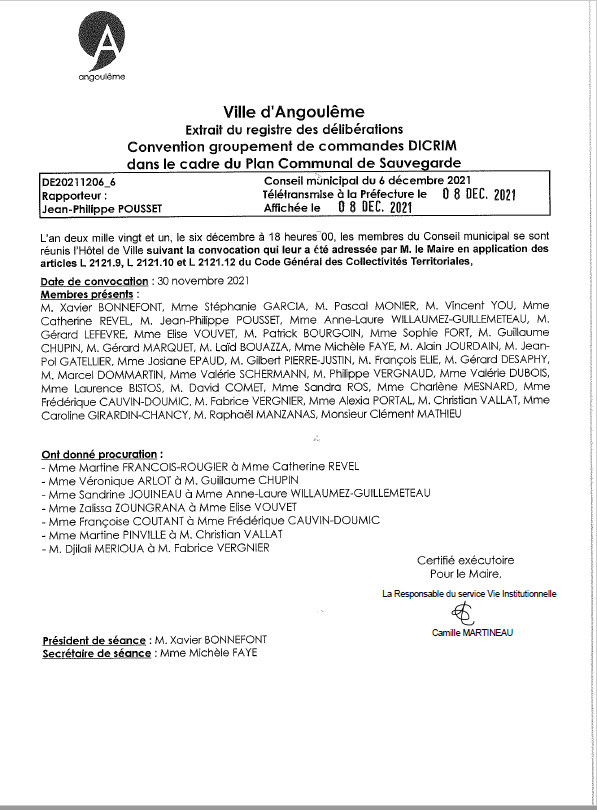 A
angoulême
Ville d'Angoulême
Extrait du registre des délibérations
Convention groupement de commandes DICRIM
dans le cadre du Plan Communal de Sauvegarde
DE20211206_6 Conseil municipal du 6 décembre 2021
Rapporteur : Télétransmise à la Préfecture le 08 DEC. 2021
Jean-Philippe POUSSET Affichée le 08 DEC. 2021
L'an deux mille vingt et un, le six décembre à 18 heures 00, les membres du Conseil municipal se sont
réunis l'Hôtel de Ville suivant la convocation qui leur a été adressée par M. le Maire en application des
articles L 2121.9, L 2121.10 et L 2121.12 du Code Général des Collectivités Territoriales,
Date de convocation : 30 novembre 2021
Membres présents :
M. Xavier BONNEFONT, Mme Stéphanie GARCIA, M. Pascal MONIER, M. Vincent YOU, Mme
Catherine REVEL, M. Jean-Philippe POUSSET, Mme Anne-Laure WILLAUMEZ-GUILLEMETEAU, M.
Gérard LEFEVRE, Mme Elise VOUVET, M. Patrick BOURGOIN, Mme Sophie FORT, M. Guillaume
CHUPIN, M. Gérard MARQUET, M. Laïd BOUAZZA, Mme Michèle FAYE, M. Alain JOURDAIN, M. Jean-
Pol GATELLIER, Mme Josiane EPAUD, M. Gilbert PIERRE-JUSTIN, M. François ELIE, M. Gérard DESAPHY,
M. Marcel DOMMARTIN, Mme Valérie SCHERMANN, M. Philippe VERGNAUD, Mme Valérie DUBOIS,
Mme Laurence BISTOS, M. David COMET, Mme Sandra ROS, Mme Charlène MESNARD, Mme
Frédérique CAUVIN-DOUMIC, M. Fabrice VERGNIER, Mme Alexia PORTAL, M. Christian VALLAT, Mme
Caroline GIRARDIN-CHANCY, M. Raphaël MANZANAS, Monsieur Clément MATHIEU
Ont donné procuration :
- Mme Martine FRANCOIS-ROUGIER à Mme Catherine REVEL
- Mme Véronique ARLOT à M. Guillaume CHUPIN
- Mme Sandrine JOUINEAU à Mme Anne-Laure WILLAUMEZ-GUILLEMETEAU
- Mme Zalissa ZOUNGRANA à Mme Elise VOUVET
- Mme Françoise COUTANT à Mme Frédérique CAUVIN-DOUMIC
- Mme Martine PINVILLE à M. Christian VALLAT
- M. Djilali MERIOUA à M. Fabrice VERGNIER
Certifié exécutoire
Pour le Maire,
La Responsable du service Vie Institutionnelle
Camille MARTINEAU
Président de séance : M. Xavier BONNEFONT
Secrétaire de séance : Mme Michèle FAYE